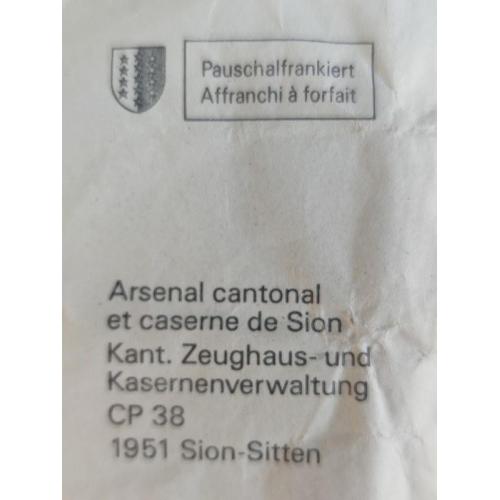 Pauschalfrankiert
Affranchi à forfait
Arsenal cantonal
et caserne de Sion
Kant. Zeughaus- und
Kasernenverwaltung
CP 38
1951 Sion-Sitten